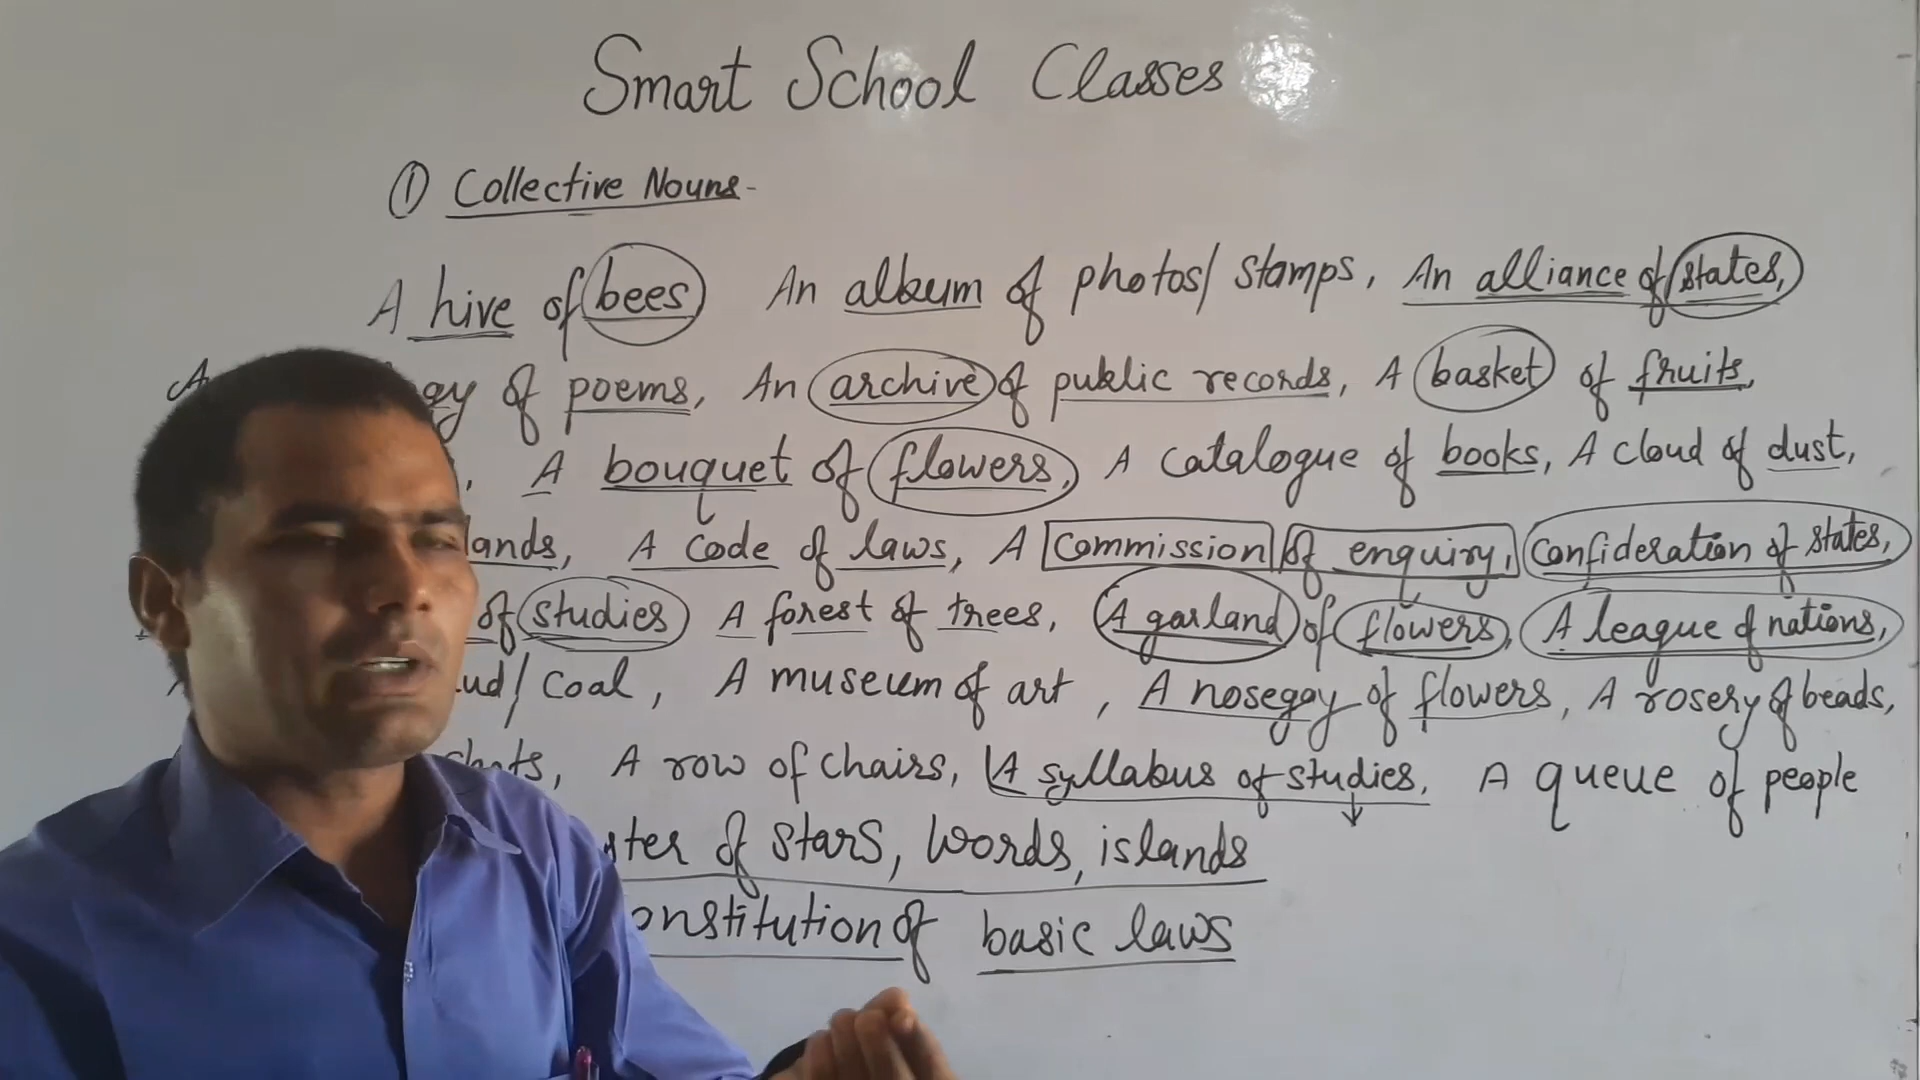 Smart School Classes
① Collective Nouns-
A hive of bees An album of photos/ stamps, An alliance of states,
of poems, An archive of public records, A basket of fruits,
A bouquet of flowers, A catalogue of books, A cloud of dust,
lands, A code of laws, A Commission of enquiry, Confideration of states,
of studies A forest of trees, A garland of flowers, A league of nations,
ud/ coal, A museum of art, A nosegay of flowers, A rosery of beads,
A row of chairs, A syllabus of studies, A queue of people
ster of stars, words, islands
onstitution of basic laws